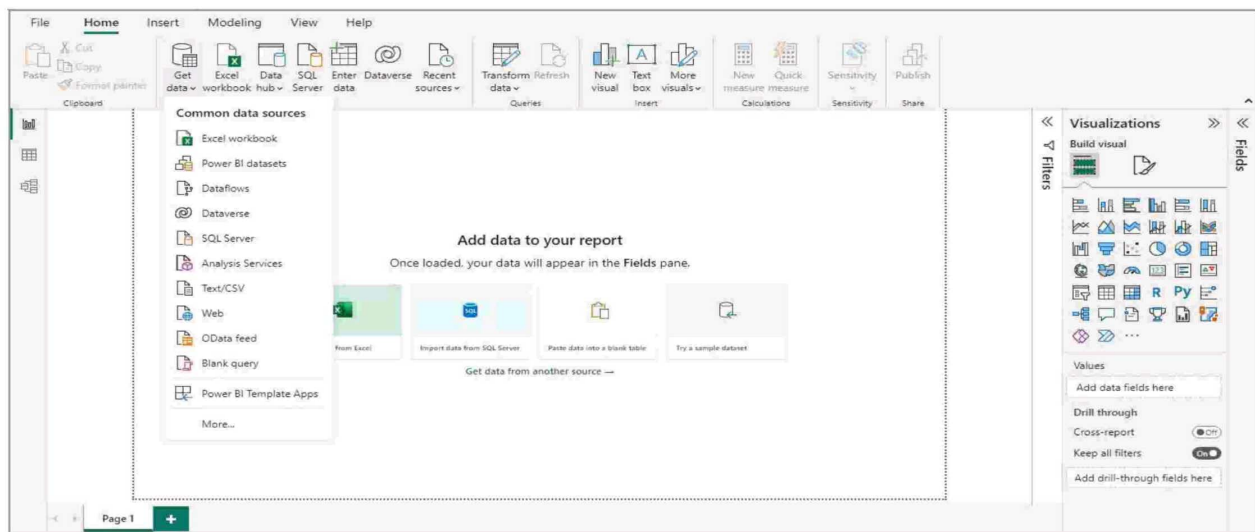 File Home Insert Modeling View Help
Paste
Cut
Copy
Format painter
Clipboard
Get data
Excel workbook
Data hub
SQL Server
Enter data
Dataverse
Recent sources
Transform data
Refresh
Queries
New visual
Text box
More visuals
Insert
New measure
Quick measure
Calculations
Sensitivity
Sensitivity
Publish
Share
Common data sources
Excel workbook
Power BI datasets
Dataflows
Dataverse
SQL Server
Analysis Services
Text/CSV
Web
OData feed
Blank query
Power BI Template Apps
More...
Add data to your report
Once loaded, your data will appear in the Fields pane.
from Excel
SQL
Import data from SQL Server
Paste data into a blank table
Try a sample dataset
Get data from another source →
Filters
Visualizations
Build visual
R Py
Values
Add data fields here
Drill through
Cross-report Off
Keep all filters On
Add drill-through fields here
Fields
Page 1